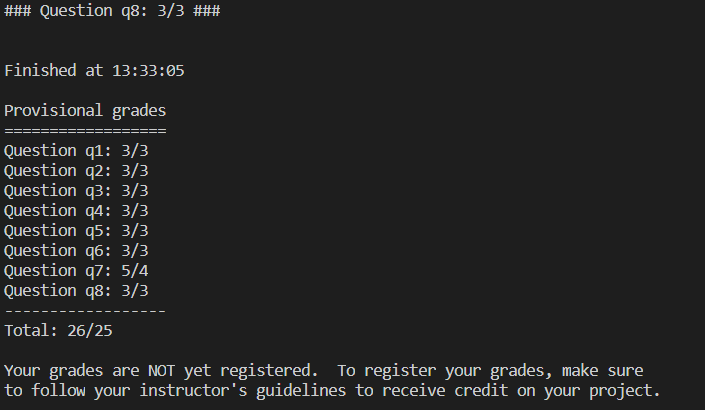 ### Question q8: 3/3 ###
Finished at 13:33:05
Provisional grades
==================
Question q1: 3/3
Question q2: 3/3
Question q3: 3/3
Question q4: 3/3
Question q5: 3/3
Question q6: 3/3
Question q7: 5/4
Question q8: 3/3
------------------
Total: 26/25
Your grades are NOT yet registered.  To register your grades, make sure
to follow your instructor's guidelines to receive credit on your project.